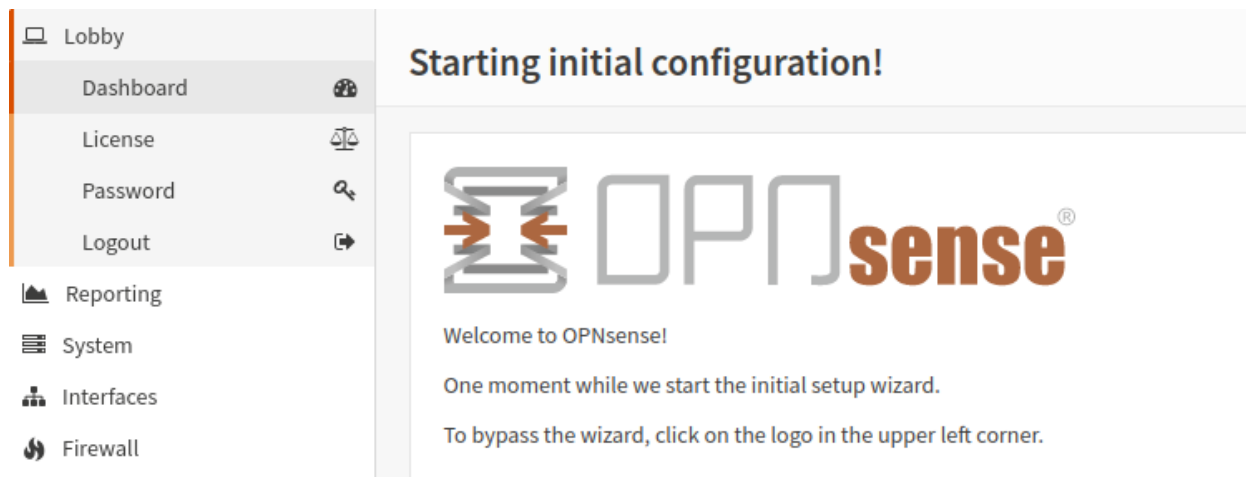 Lobby
Dashboard
License
Password
Logout
Reporting
System
Interfaces
Firewall
Starting initial configuration!
OPNsense®
Welcome to OPNsense!
One moment while we start the initial setup wizard.
To bypass the wizard, click on the logo in the upper left corner.